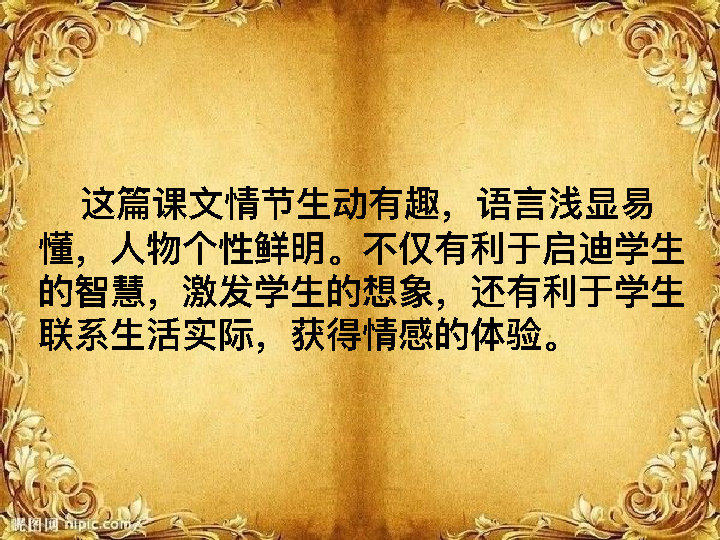 这篇课文情节生动有趣，语言浅显易
懂，人物个性鲜明。不仅有利于启迪学生
的智慧，激发学生的想象，还有利于学生
联系生活实际，获得情感的体验。
昵图网 nipic.com